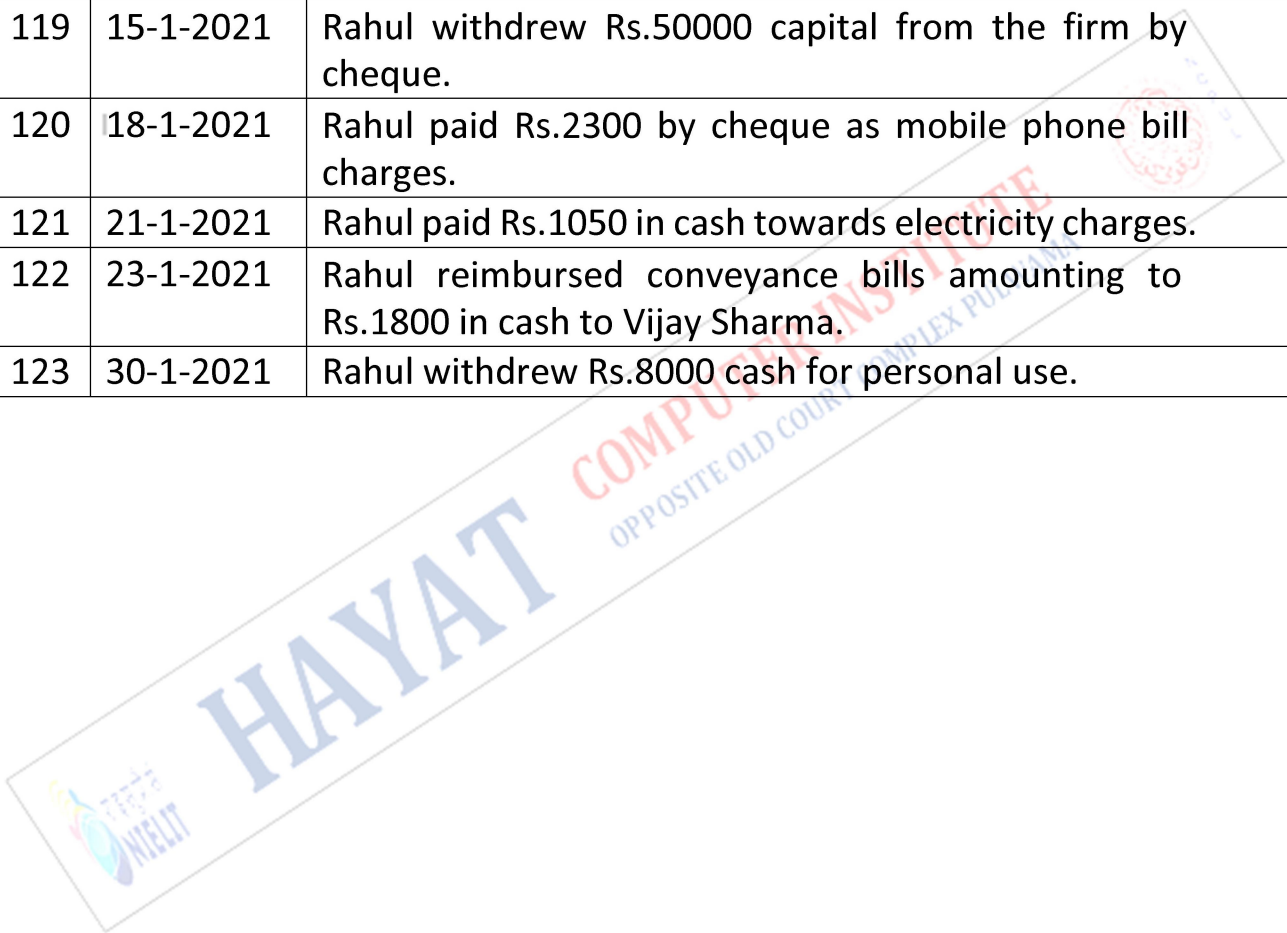 119 15-1-2021 Rahul withdrew Rs.50000 capital from the firm by
cheque.
120 18-1-2021 Rahul paid Rs.2300 by cheque as mobile phone bill
charges.
121 21-1-2021 Rahul paid Rs.1050 in cash towards electricity charges.
122 23-1-2021 Rahul reimbursed conveyance bills amounting to
Rs.1800 in cash to Vijay Sharma.
123 30-1-2021 Rahul withdrew Rs.8000 cash for personal use.
HAYAT COMPUTER INSTITUTE
OPPOSITE OLD COURT COMPLEX PULWAMA
NIELIT